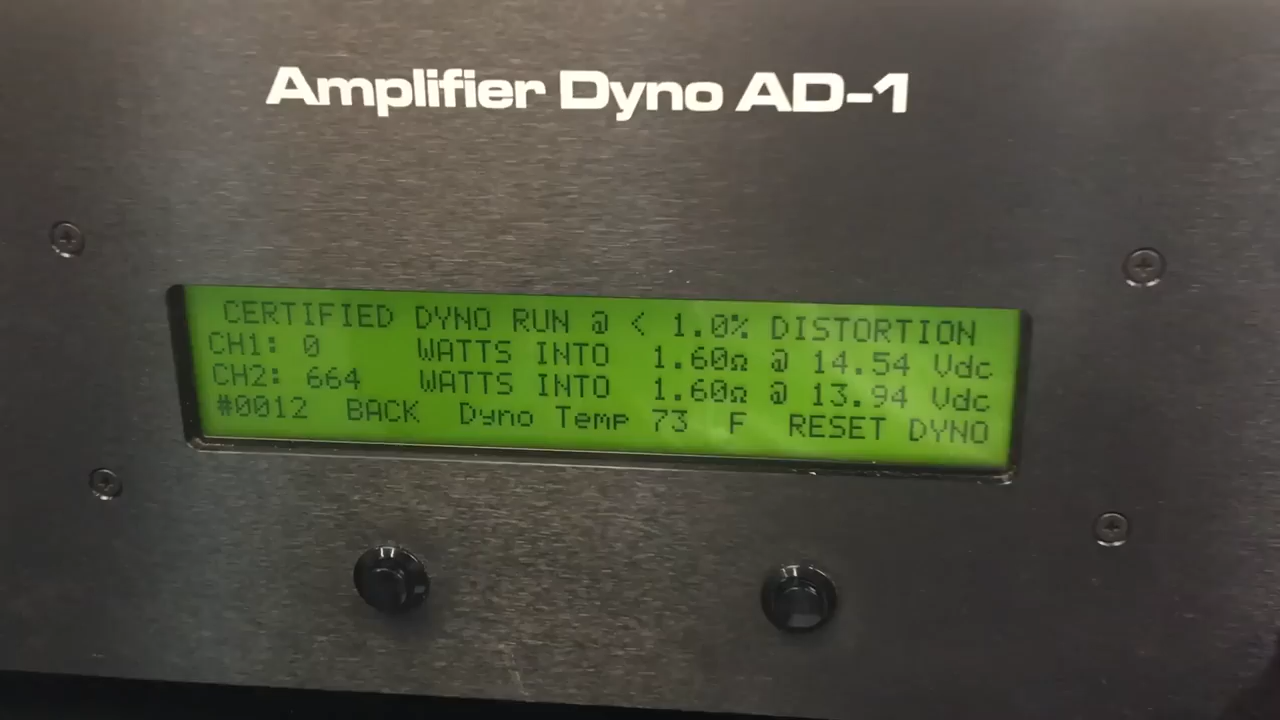 Amplifier Dyno AD-1
CERTIFIED DYNO RUN @ < 1.0% DISTORTION
CH1: 0 WATTS INTO 1.60Ω @ 14.54 Vdc
CH2: 664 WATTS INTO 1.60Ω @ 13.94 Vdc
#0012 BACK Dyno Temp 73 F RESET DYNO